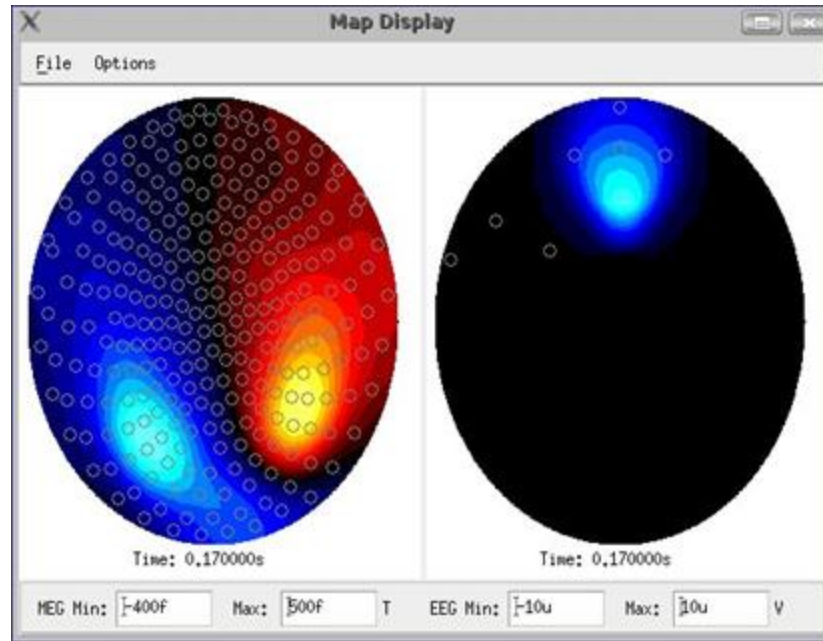 Map Display
File Options
Time: 0.170000s
Time: 0.170000s
MEG Min: -400f Max: 500f T EEG Min: -10u Max: 10u V